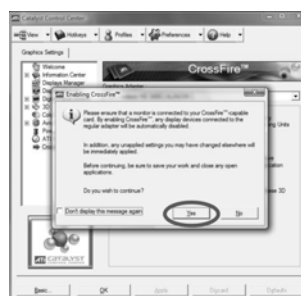 Catalyst Control Center
View Hotkeys Profiles Preferences Help
Graphics Settings
Welcome
Information Center
Displays Manager
CrossFire™
Enabling CrossFire™
Please ensure that a monitor is connected to your CrossFire™-capable
card. By enabling CrossFire™, any display devices connected to the
regular adapter will be automatically disabled.
In addition, any unapplied settings you may have changed elsewhere will
be immediately applied.
Before continuing, be sure to save your work and close any open
applications.
Do you wish to continue?
Don't display this message again
Yes No
CATALYST
Basic... OK Apply Discard Defaults